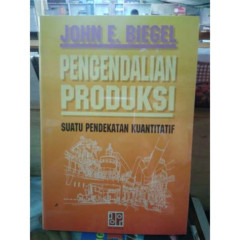 JOHN E. BIEGEL
PENGENDALIAN
PRODUKSI
SUATU PENDEKATAN KUANTITATIF